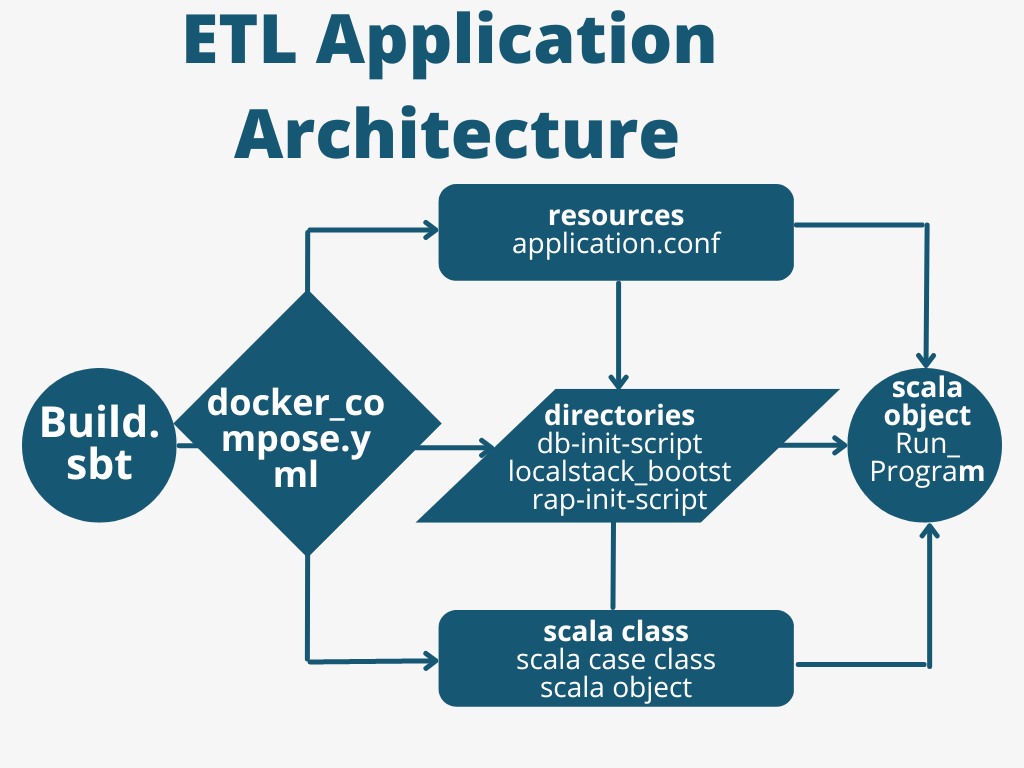 ETL Application
Architecture
resources
application.conf
Build.
sbt
docker_co
mpose.y
ml
directories
db-init-script
localstack_bootst
rap-init-script
scala
object
Run_
Program
scala class
scala case class
scala object